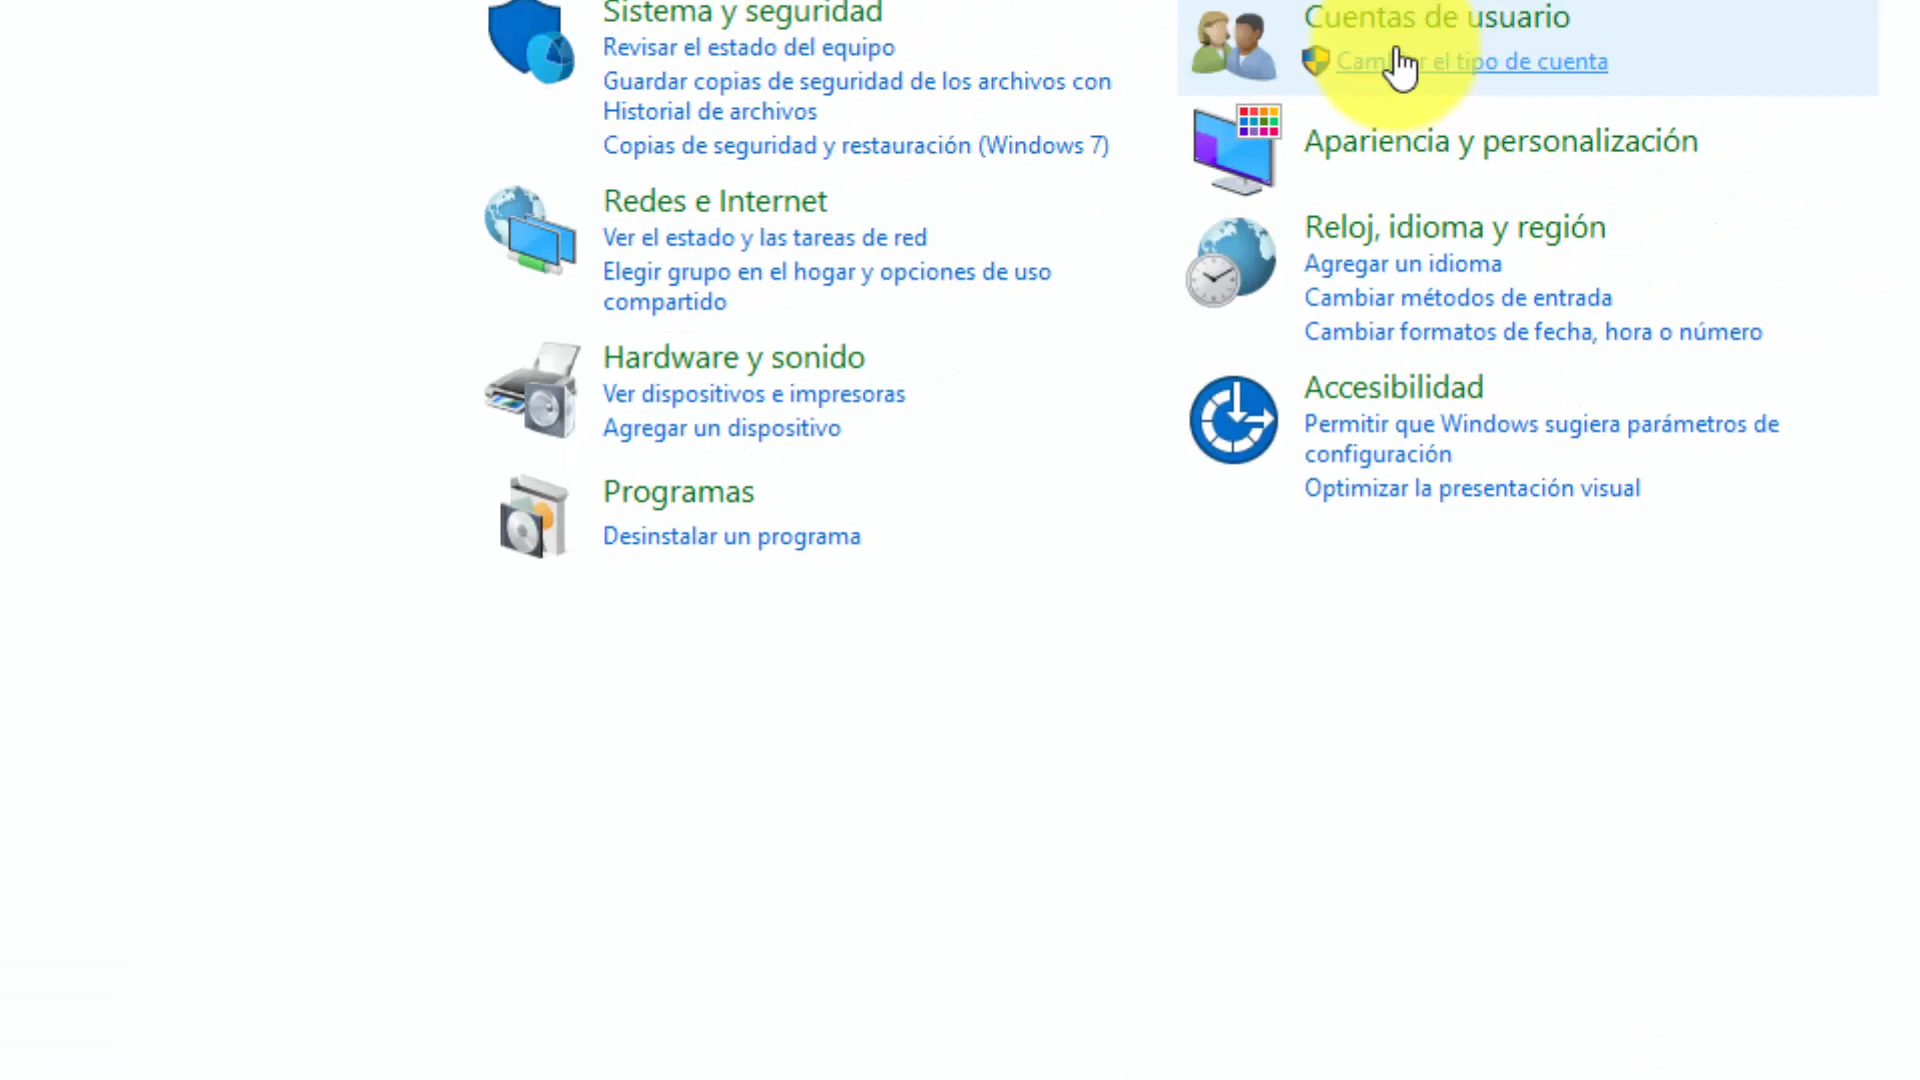 Sistema y seguridad
Revisar el estado del equipo
Guardar copias de seguridad de los archivos con
Historial de archivos
Copias de seguridad y restauración (Windows 7)
Redes e Internet
Ver el estado y las tareas de red
Elegir grupo en el hogar y opciones de uso
compartido
Hardware y sonido
Ver dispositivos e impresoras
Agregar un dispositivo
Programas
Desinstalar un programa
Cuentas de usuario
Cambiar el tipo de cuenta
Apariencia y personalización
Reloj, idioma y región
Agregar un idioma
Cambiar métodos de entrada
Cambiar formatos de fecha, hora o número
Accesibilidad
Permitir que Windows sugiera parámetros de
configuración
Optimizar la presentación visual